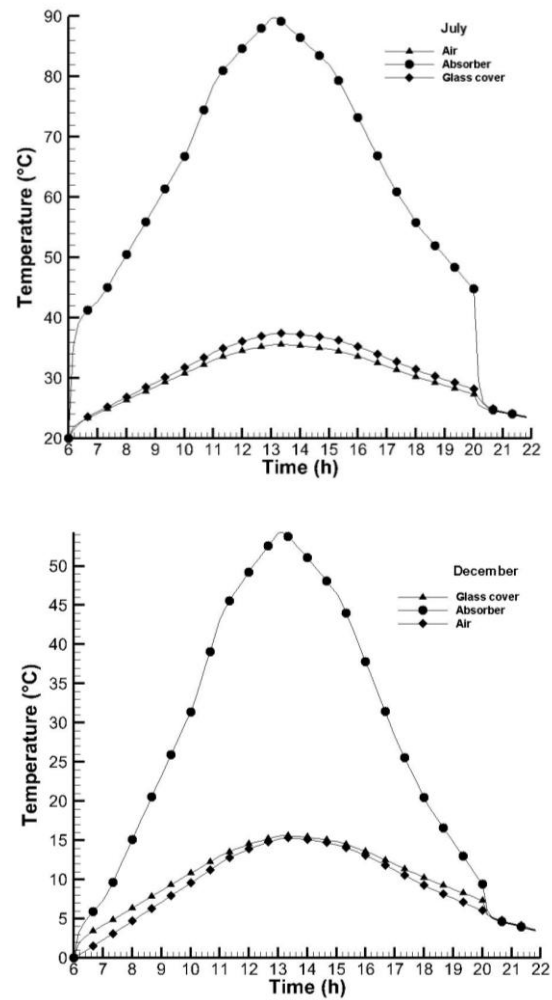 90
80
70
60
50
40
30
20
Temperature (°C)
July
Air
Absorber
Glass cover
6 7 8 9 10 11 12 13 14 15 16 17 18 19 20 21 22
Time (h)
50
45
40
35
30
25
20
15
10
5
0
Temperature (°C)
December
Glass cover
Absorber
Air
6 7 8 9 10 11 12 13 14 15 16 17 18 19 20 21 22
Time (h)